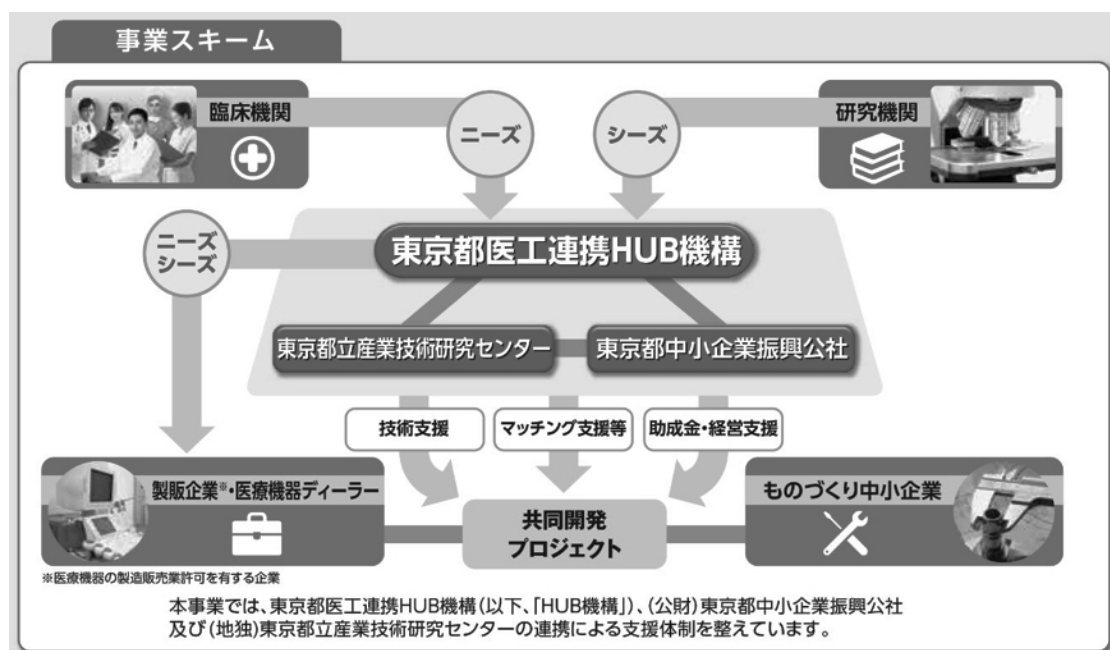 事業スキーム
臨床機関
ニーズ
シーズ
研究機関
ニーズ
シーズ
東京都医工連携HUB機構
東京都立産業技術研究センター
東京都中小企業振興公社
技術支援
マッチング支援等
助成金・経営支援
製販企業※・医療機器ディーラー
共同開発
プロジェクト
ものづくり中小企業
※医療機器の製造販売業許可を有する企業
本事業では、東京都医工連携HUB機構(以下、「HUB機構」)、(公財)東京都中小企業振興公社
及び(地独)東京都立産業技術研究センターの連携による支援体制を整えています。